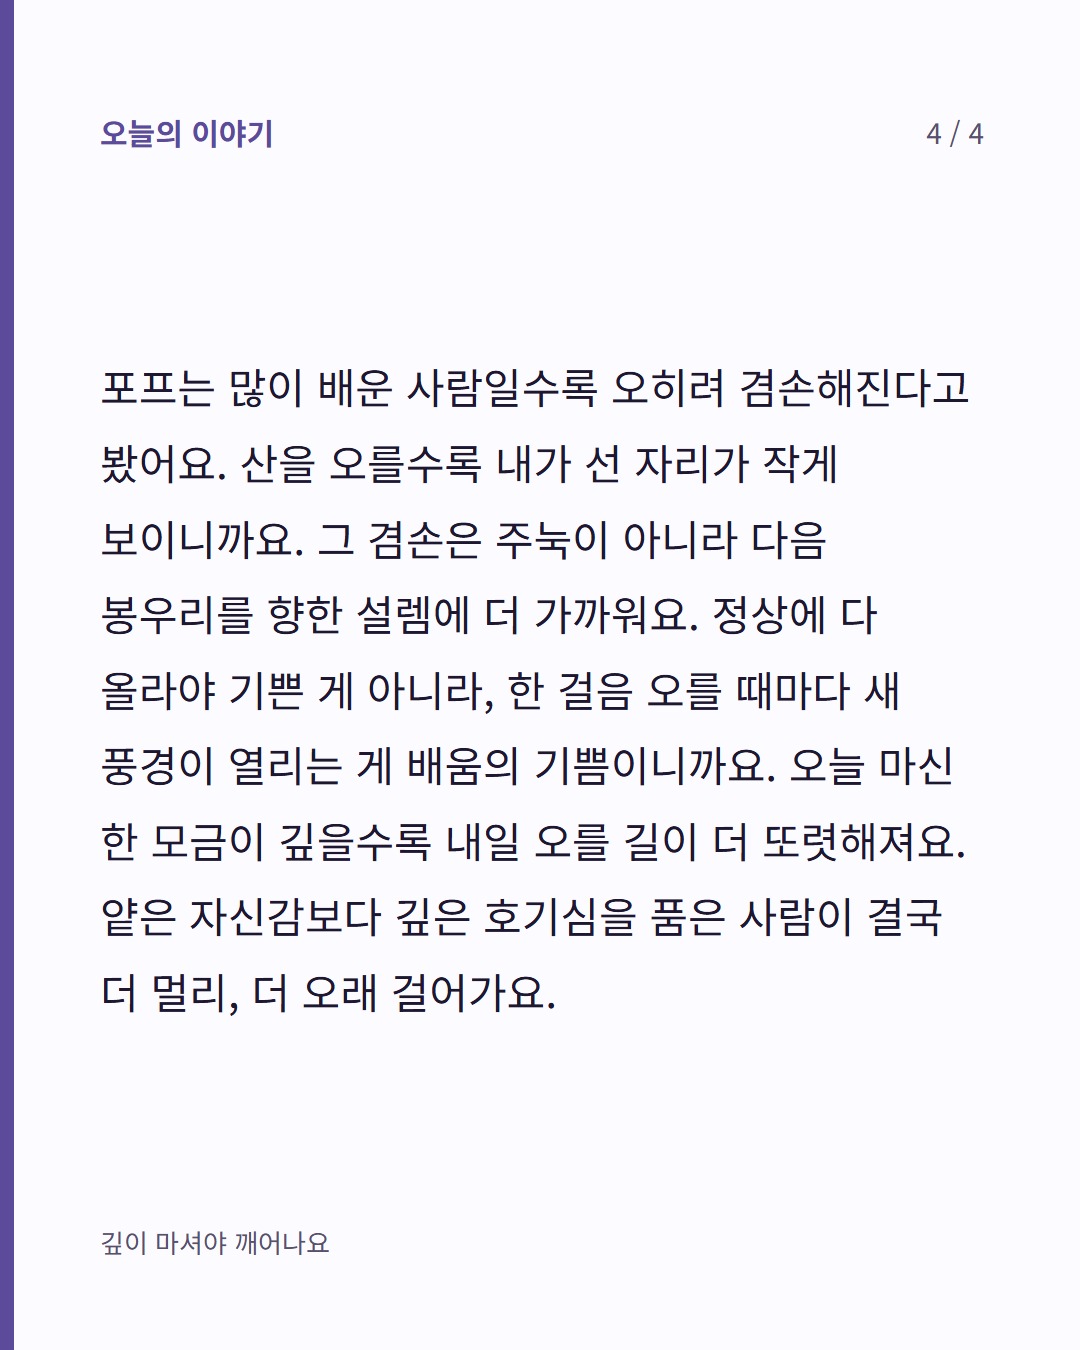 오늘의 이야기
4 / 4
포프는 많이 배운 사람일수록 오히려 겸손해진다고
봤어요. 산을 오를수록 내가 선 자리가 작게
보이니까요. 그 겸손은 주눅이 아니라 다음
봉우리를 향한 설렘에 더 가까워요. 정상에 다
올라야 기쁜 게 아니라, 한 걸음 오를 때마다 새
풍경이 열리는 게 배움의 기쁨이니까요. 오늘 마신
한 모금이 깊을수록 내일 오를 길이 더 또렷해져요.
얕은 자신감보다 깊은 호기심을 품은 사람이 결국
더 멀리, 더 오래 걸어가요.
깊이 마셔야 깨어나요